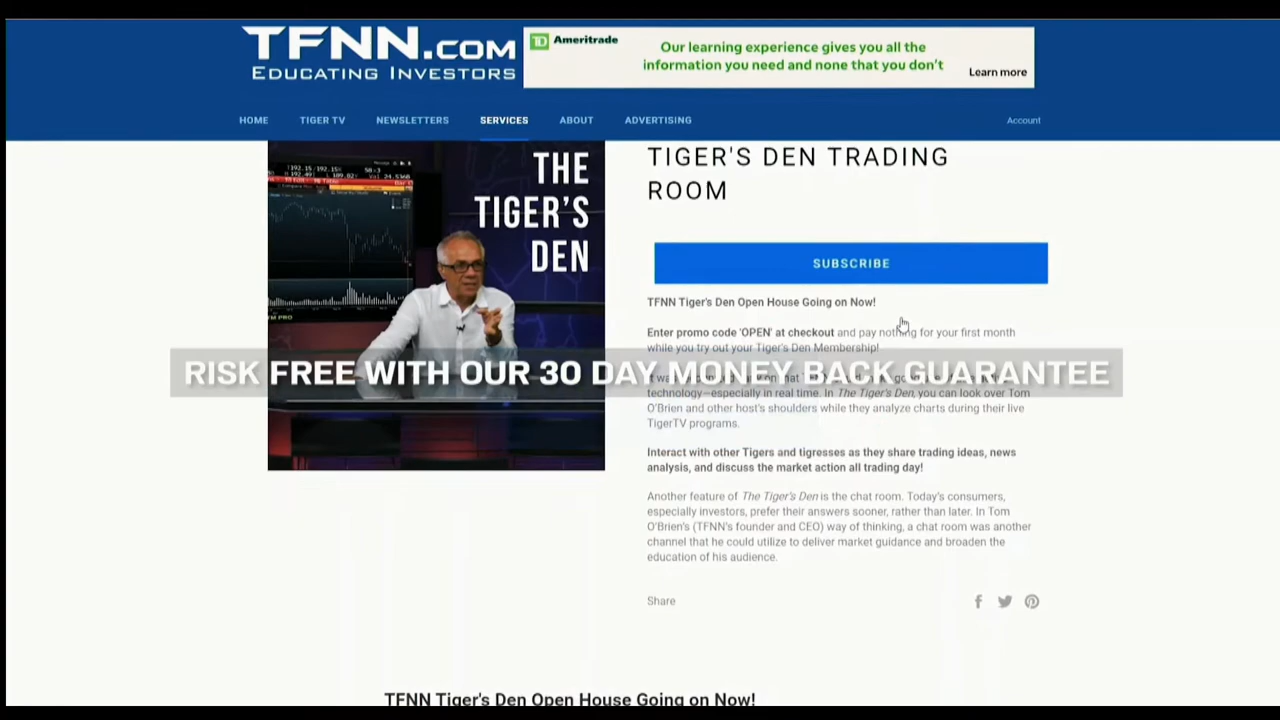 TFNN.COM
EDUCATING INVESTORS
TD Ameritrade
Our learning experience gives you all the
information you need and none that you don't
Learn more
HOME TIGER TV NEWSLETTERS SERVICES ABOUT ADVERTISING Account
THE
TIGER'S
DEN
TIGER'S DEN TRADING
ROOM
SUBSCRIBE
TFNN Tiger's Den Open House Going on Now!
Enter promo code 'OPEN' at checkout and pay nothing for your first month
while you try out your Tiger's Den Membership!
RISK FREE WITH OUR 30 DAY MONEY BACK GUARANTEE
technology—especially in real time. In The Tiger's Den, you can look over Tom
O'Brien and other host's shoulders while they analyze charts during their live
TigerTV programs.
Interact with other Tigers and tigresses as they share trading ideas, news
analysis, and discuss the market action all trading day!
Another feature of The Tiger's Den is the chat room. Today's consumers,
especially investors, prefer their answers sooner, rather than later. In Tom
O'Brien's (TFNN's founder and CEO) way of thinking, a chat room was another
channel that he could utilize to deliver market guidance and broaden the
education of his audience.
Share
TFNN Tiger's Den Open House Going on Now!